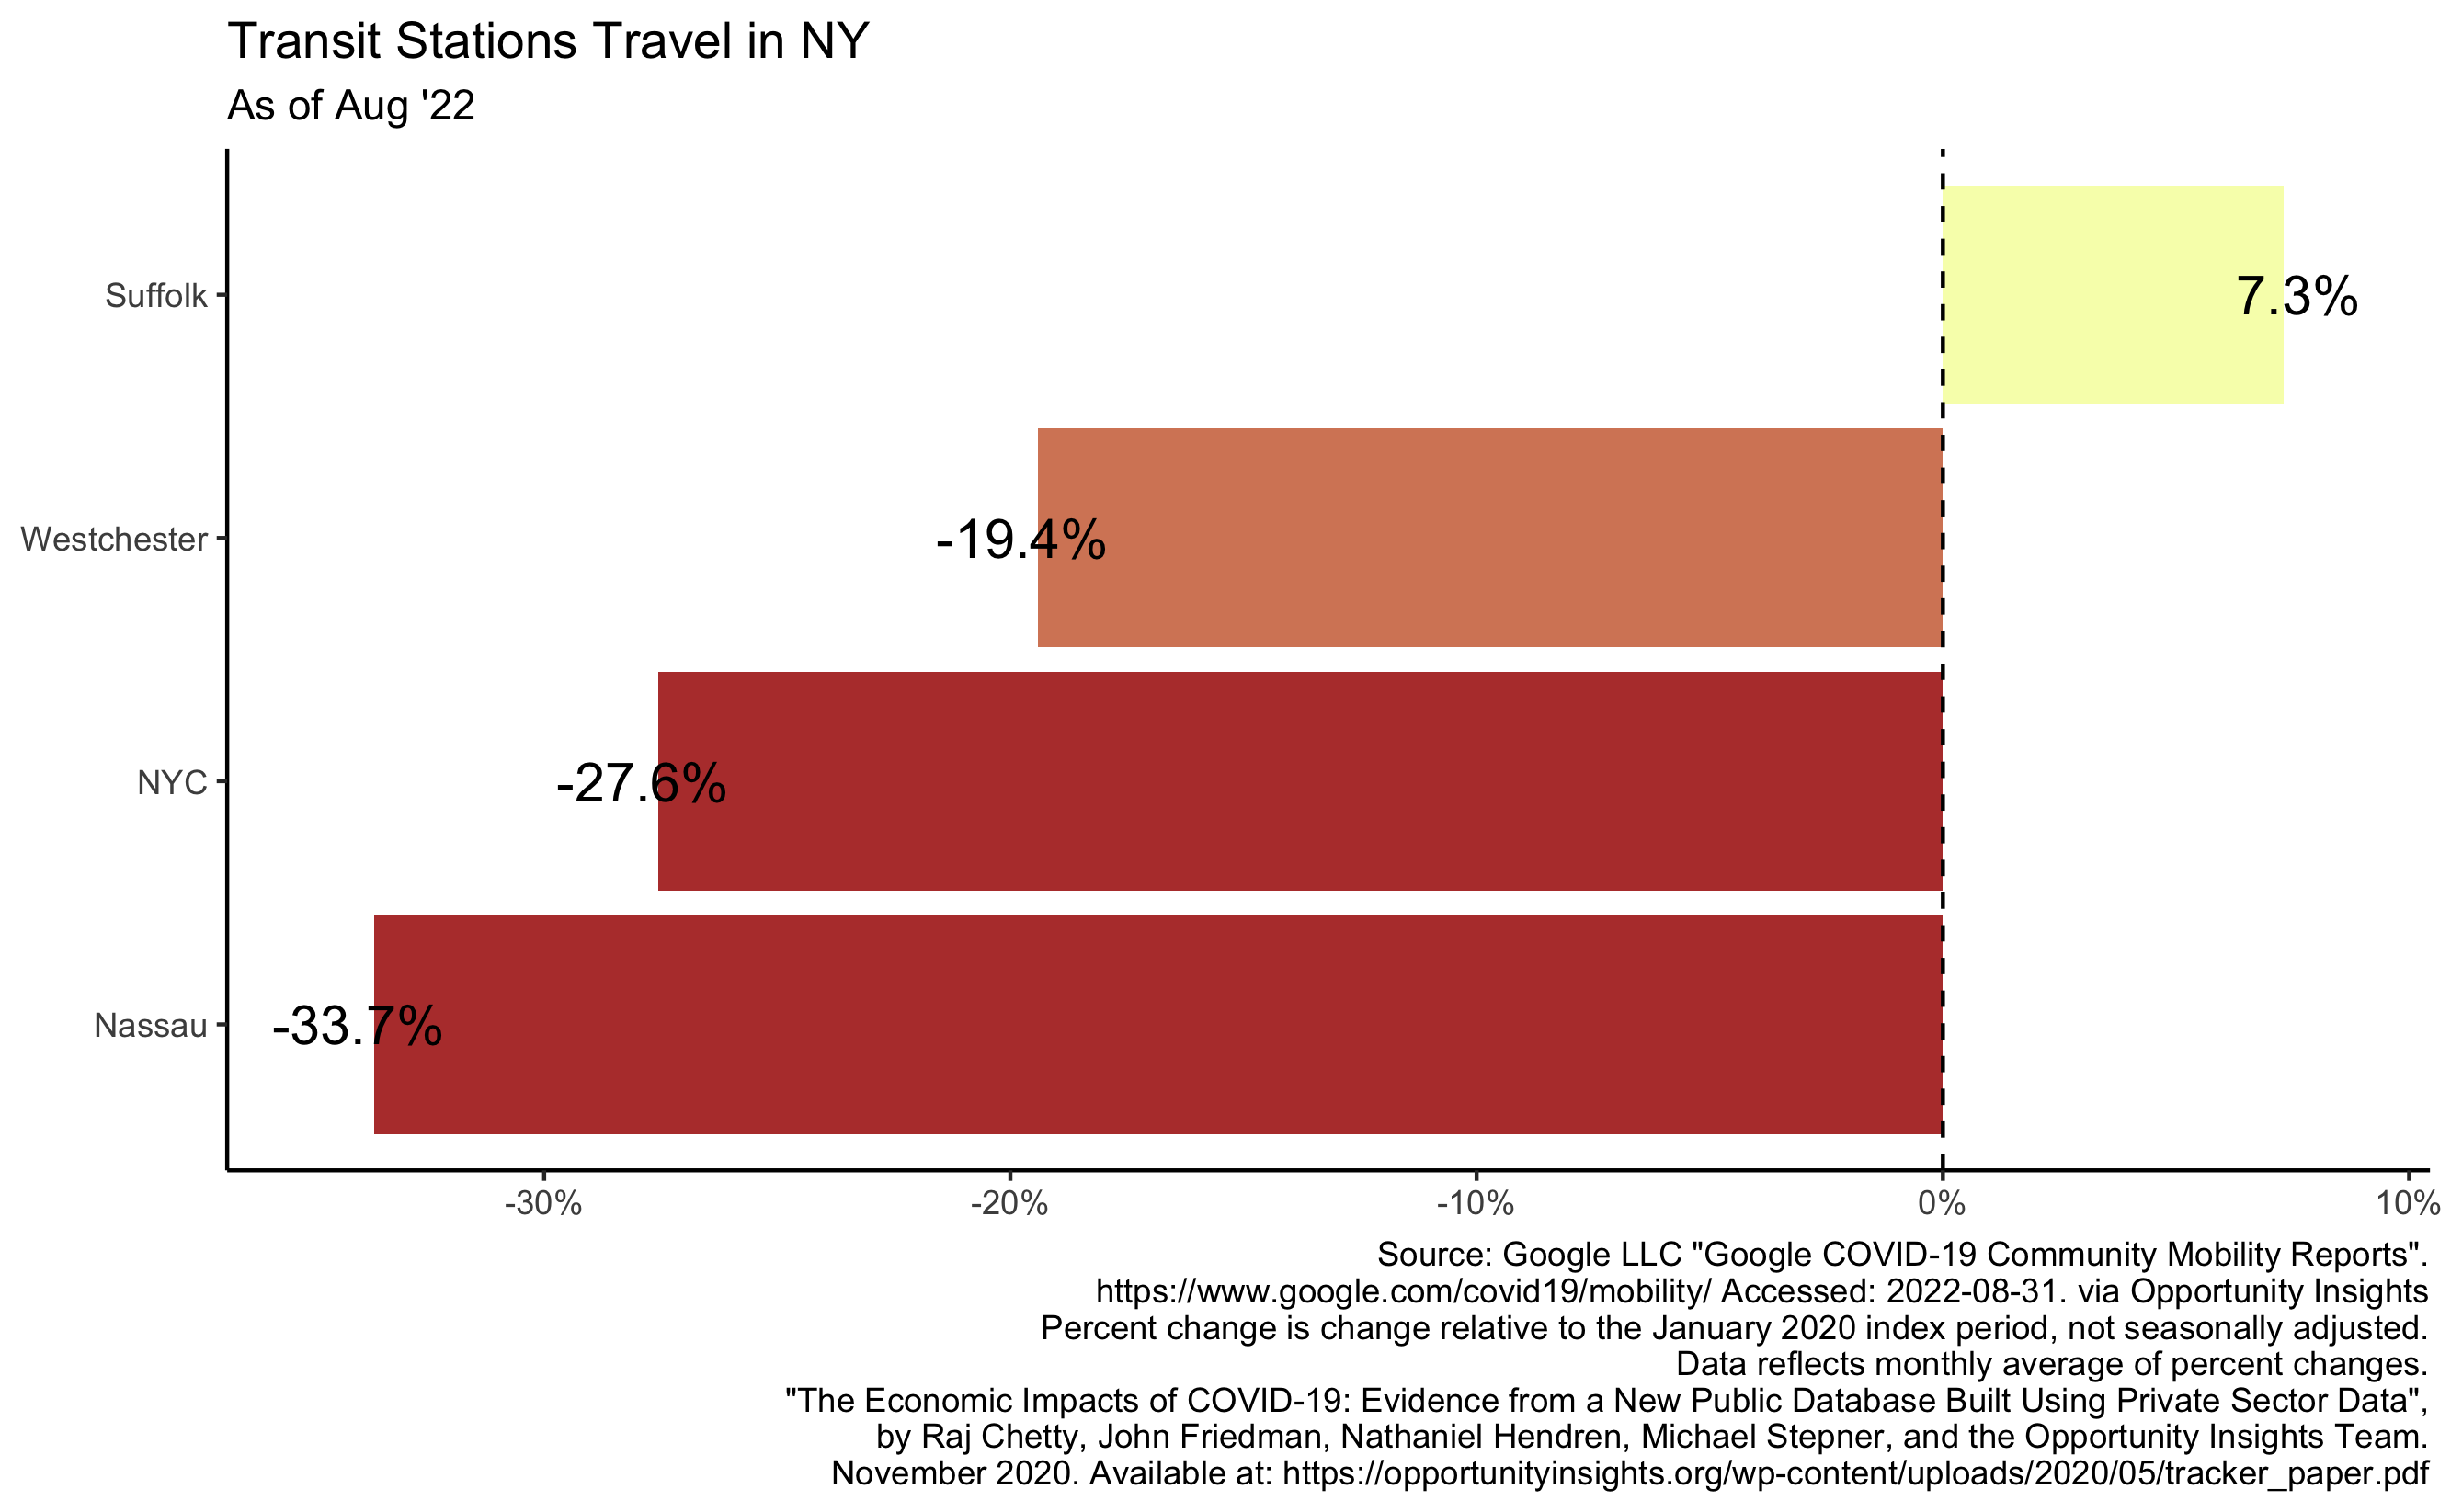 Transit Stations Travel in NY
As of Aug '22
Suffolk
7.3%
Westchester
-19.4%
NYC
-27.6%
Nassau
-33.7%
-30% -20% -10% 0% 10%
Source: Google LLC "Google COVID-19 Community Mobility Reports".
https://www.google.com/covid19/mobility/ Accessed: 2022-08-31. via Opportunity Insights
Percent change is change relative to the January 2020 index period, not seasonally adjusted.
Data reflects monthly average of percent changes.
"The Economic Impacts of COVID-19: Evidence from a New Public Database Built Using Private Sector Data",
by Raj Chetty, John Friedman, Nathaniel Hendren, Michael Stepner, and the Opportunity Insights Team.
November 2020. Available at: https://opportunityinsights.org/wp-content/uploads/2020/05/tracker_paper.pdf